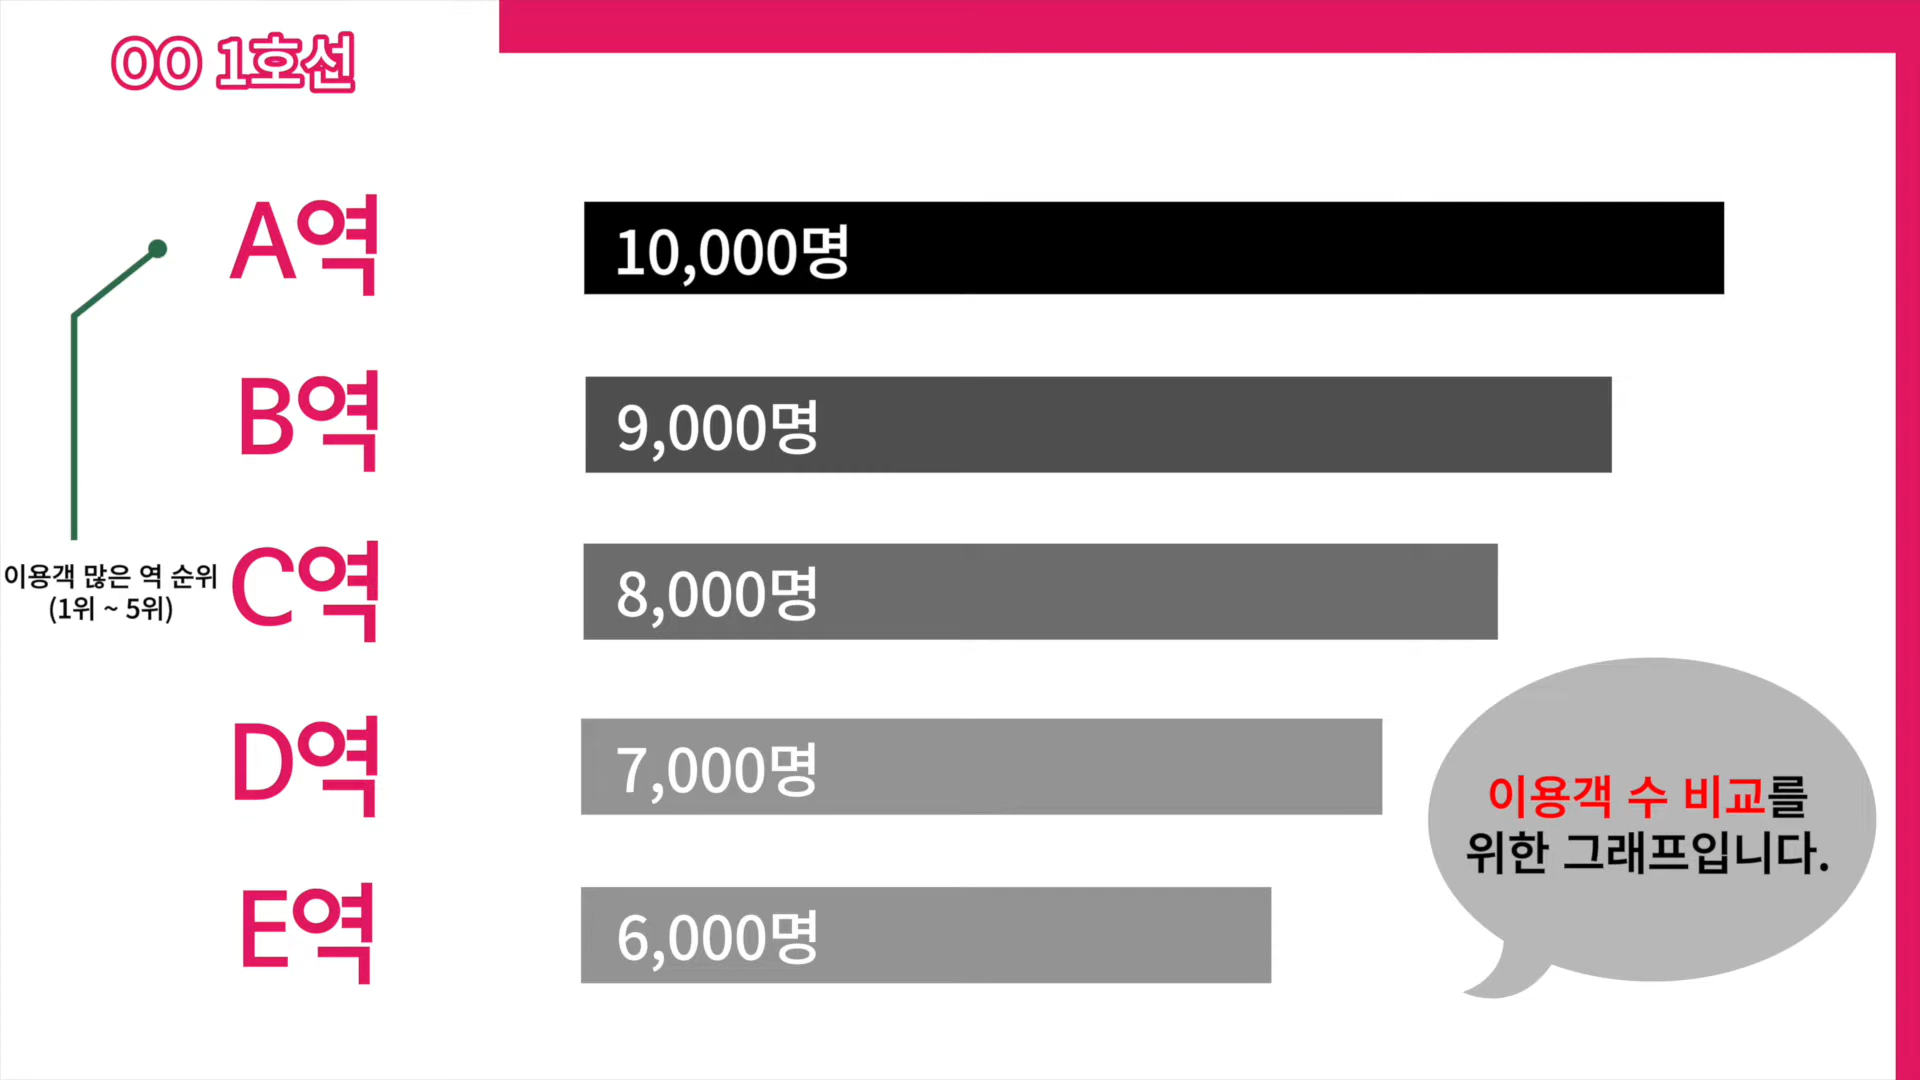 OO 1호선
A역
10,000명
B역
9,000명
이용객 많은 역 순위
(1위 ~ 5위)
C역
8,000명
D역
7,000명
이용객 수 비교를
위한 그래프입니다.
E역
6,000명